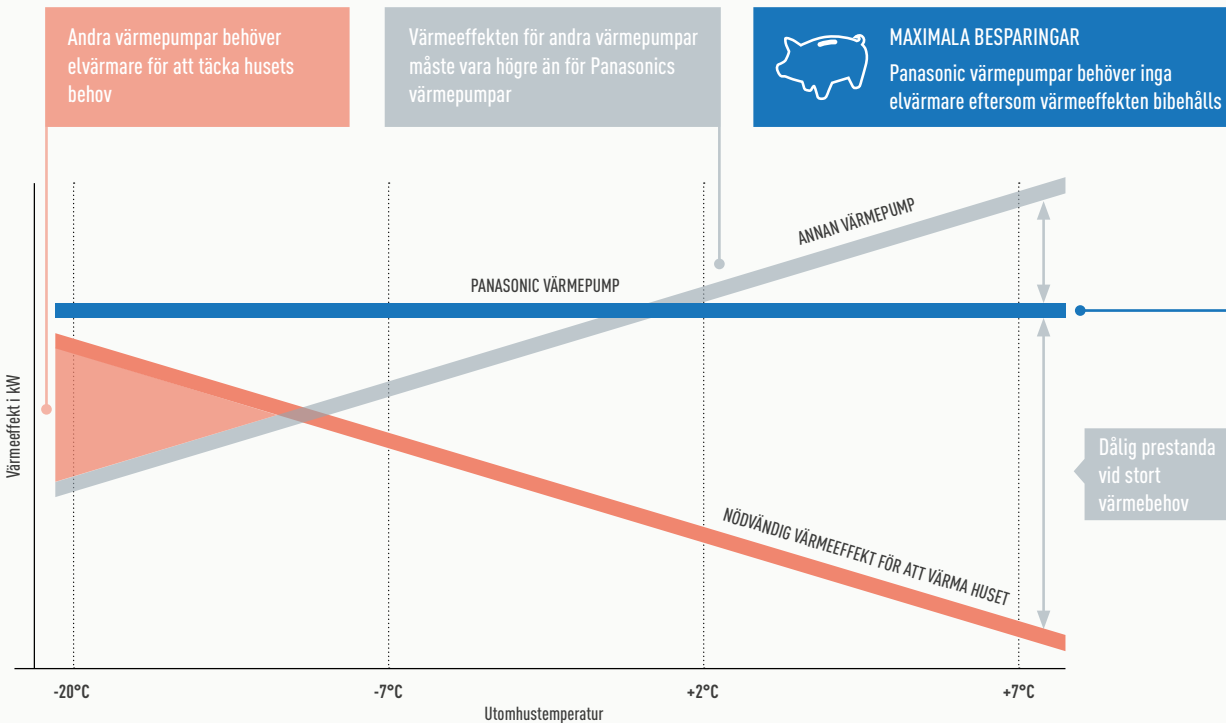 Andra värmepumpar behöver
elvärmare för att täcka husets
behov
Värmeeffekten för andra värmepumpar
måste vara högre än för Panasonics
värmepumpar
MAXIMALA BESPARINGAR
Panasonic värmepumpar behöver inga
elvärmare eftersom värmeeffekten bibehålls
ANNAN VÄRMEPUMP
PANASONIC VÄRMEPUMP
Värmeeffekt i kW
Dålig prestanda
vid stort
värmebehov
NÖDVÄNDIG VÄRMEEFFEKT FÖR ATT VÄRMA HUSET
-20°C
-7°C
+2°C
+7°C
Utomhustemperatur